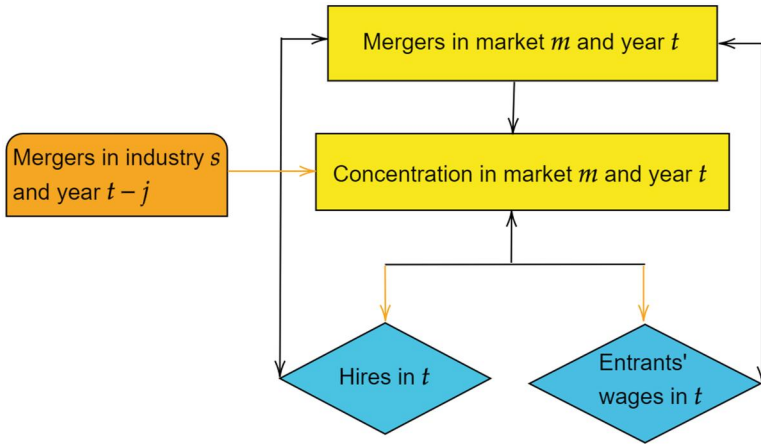 Mergers in market m and year t
Mergers in industry s
and year t − j
Concentration in market m and year t
Hires in t
Entrants'
wages in t